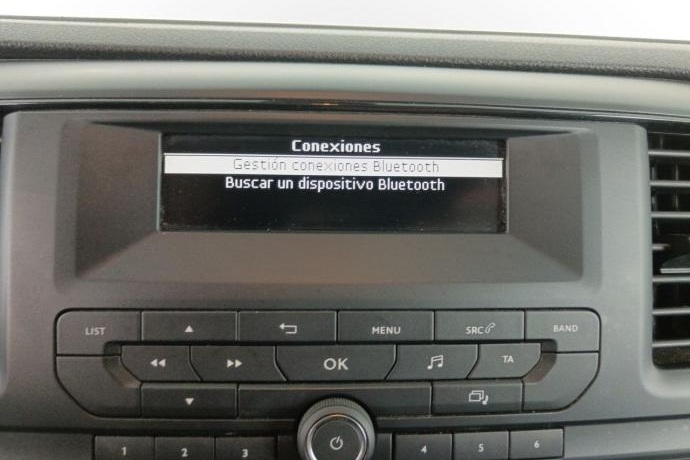 Conexiones
Gestión conexiones Bluetooth
Buscar un dispositivo Bluetooth
LIST MENU SRC BAND
OK TA
1 2 3 4 5 6